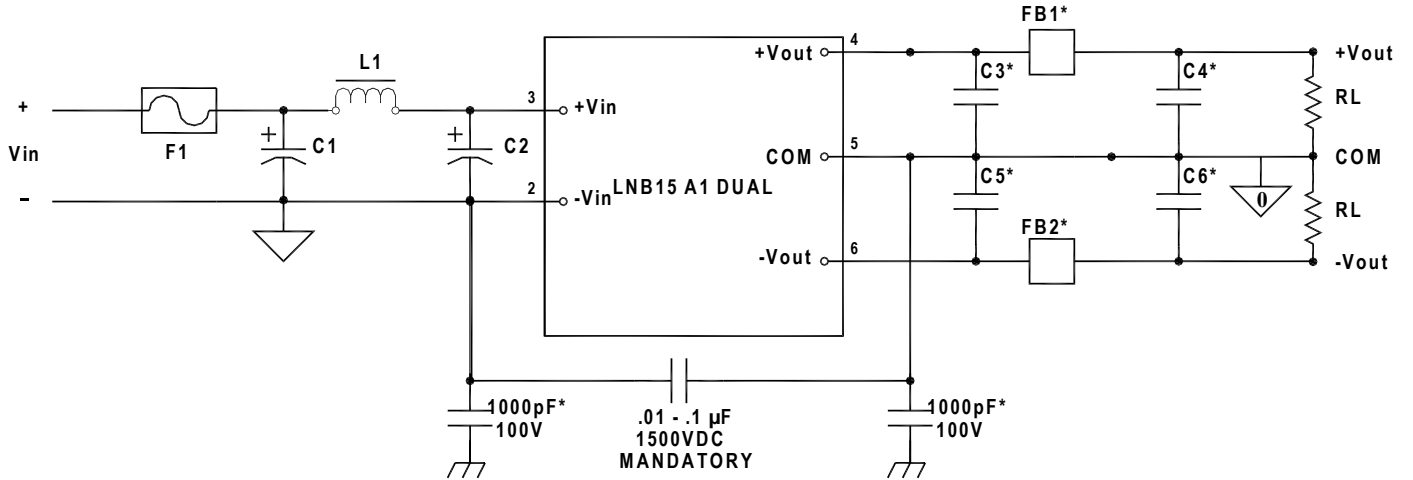 FB1*
4
+Vout
+Vout
L1
C3*
C4*
+
3
+Vin
RL
+
+
Vin
F1
C1
C2
COM
5
COM
2
-Vin
LNB15 A1 DUAL
C5*
C6*
0
−
FB2*
RL
6
-Vout
-Vout
1000pF*
100V
.01 - .1 µF
1500VDC
MANDATORY
1000pF*
100V